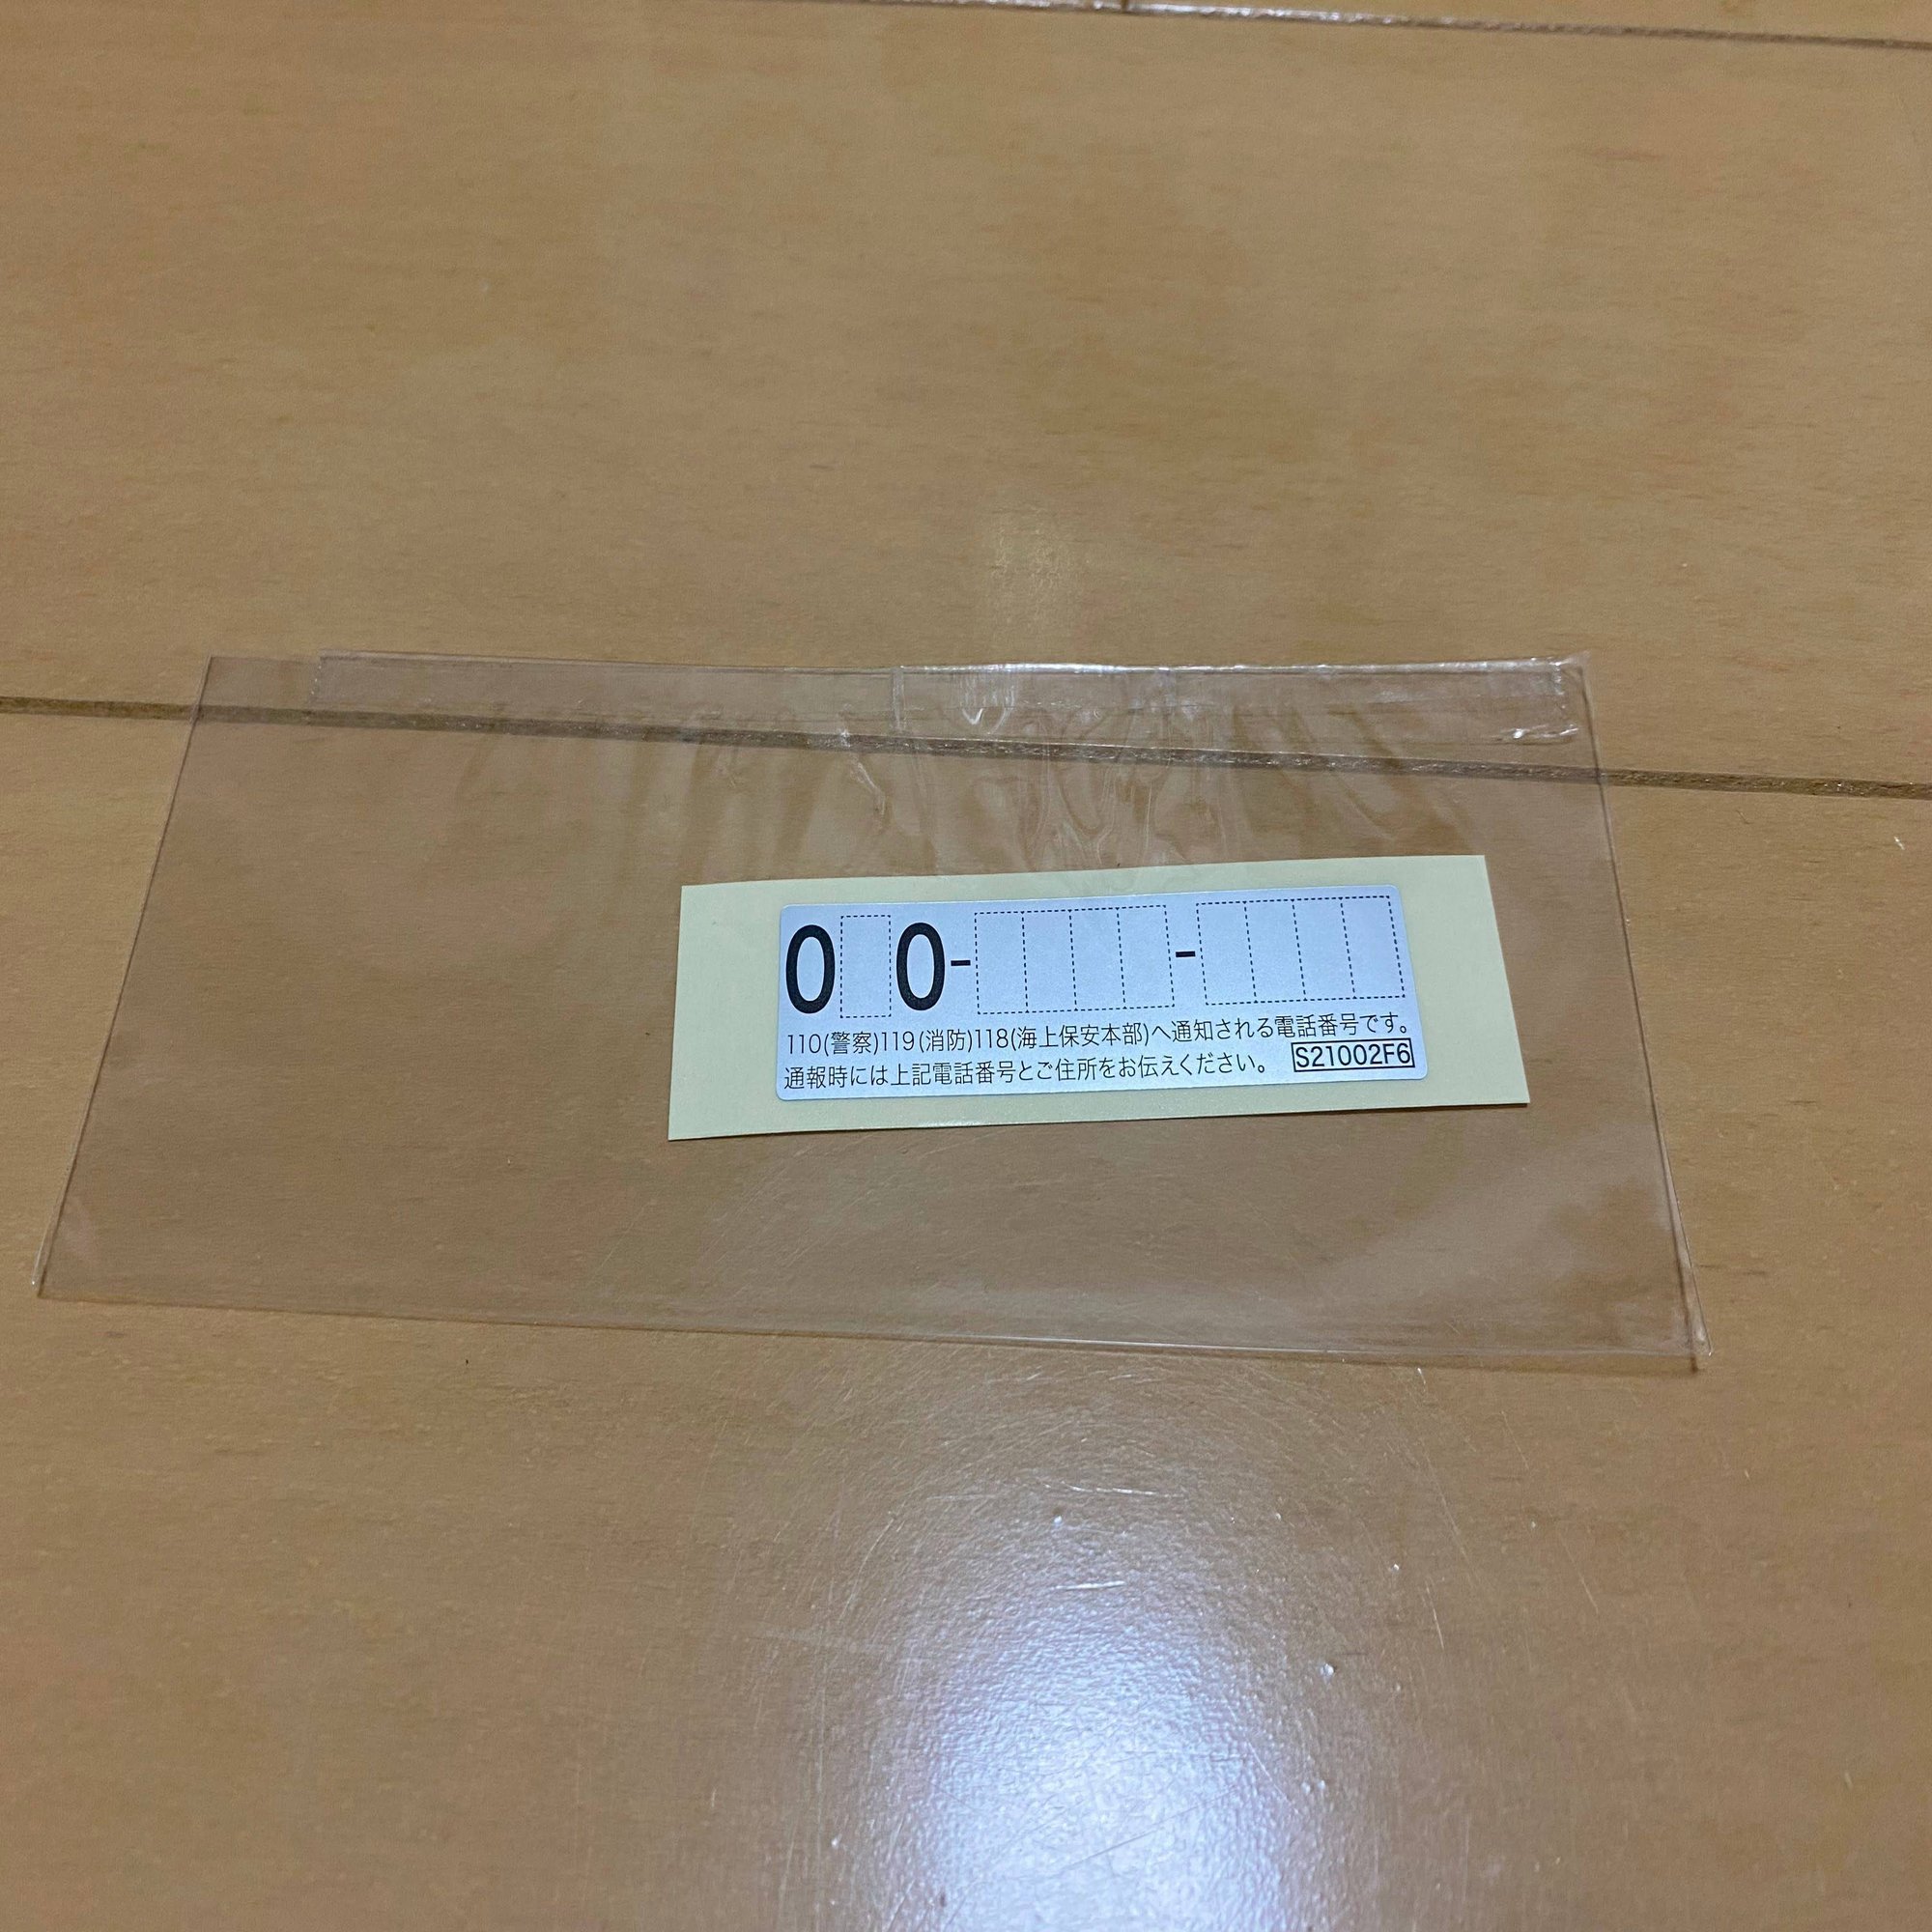 0 0-    -
110(警察)119(消防)118(海上保安本部)へ通知される電話番号です。
通報時には上記電話番号とご住所をお伝えください。 S21002F6